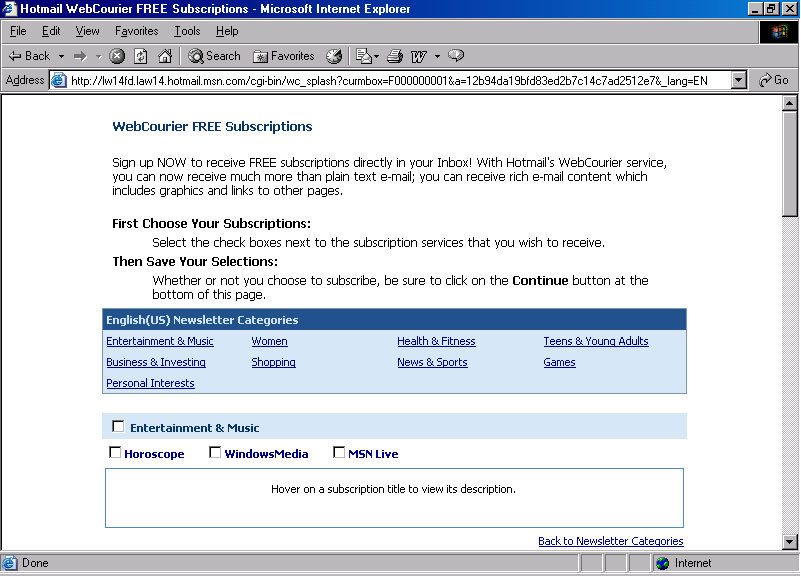 Hotmail WebCourier FREE Subscriptions - Microsoft Internet Explorer
File Edit View Favorites Tools Help
Back Search Favorites
Address http://lw14fd.law14.hotmail.msn.com/cgi-bin/wc_splash?curmbox=F000000001&a=12b94da19bfd83ed2b7c14c7ad2512e7&_lang=EN Go
WebCourier FREE Subscriptions
Sign up NOW to receive FREE subscriptions directly in your Inbox! With Hotmail's WebCourier service,
you can now receive much more than plain text e-mail; you can receive rich e-mail content which
includes graphics and links to other pages.
First Choose Your Subscriptions:
Select the check boxes next to the subscription services that you wish to receive.
Then Save Your Selections:
Whether or not you choose to subscribe, be sure to click on the Continue button at the
bottom of this page.
English(US) Newsletter Categories
Entertainment & Music Women Health & Fitness Teens & Young Adults
Business & Investing Shopping News & Sports Games
Personal Interests
Entertainment & Music
Horoscope WindowsMedia MSN Live
Hover on a subscription title to view its description.
Back to Newsletter Categories
Done Internet